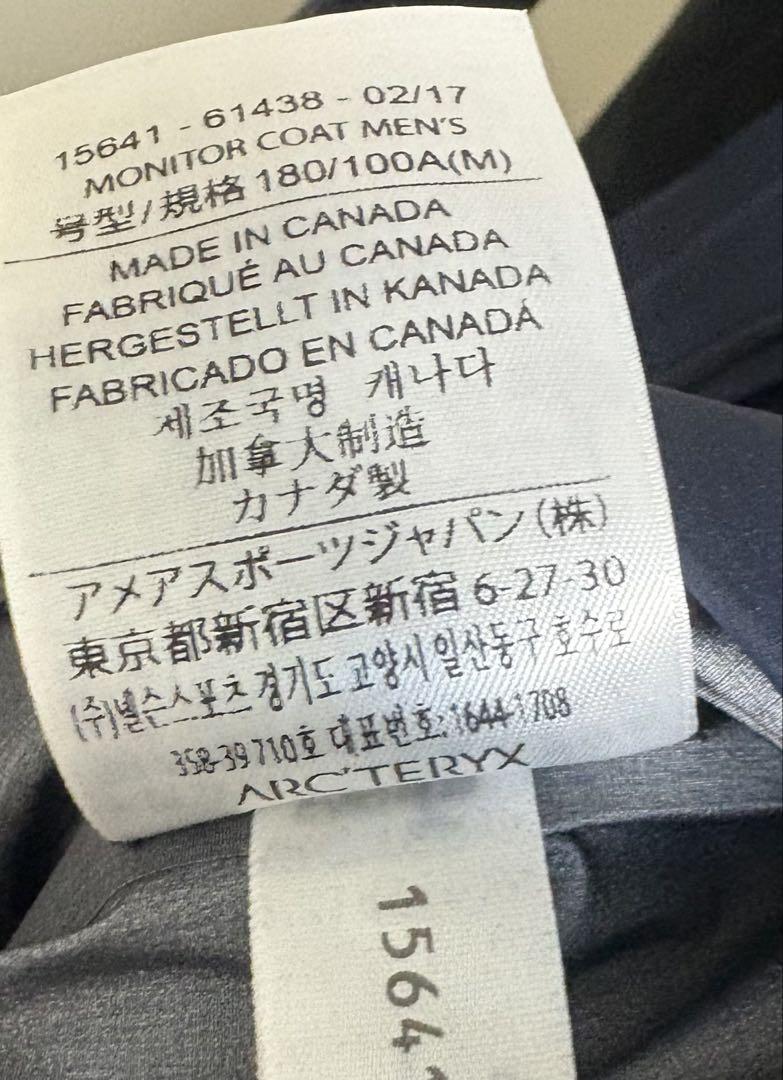 15641 - 61438 - 02/17
MONITOR COAT MEN'S
号型/規格 180/100A(M)
MADE IN CANADA
FABRIQUÉ AU CANADA
HERGESTELLT IN KANADA
FABRICADO EN CANADÁ
제조국명 캐나다
加拿大制造
カナダ製
アメアスポーツジャパン(株)
東京都新宿区新宿 6-27-30
(주)넬슨스포츠 경기도 고양시 일산동구 호수로
358-39 710호 대표번호:1644-1708
ARC'TERYX
15641